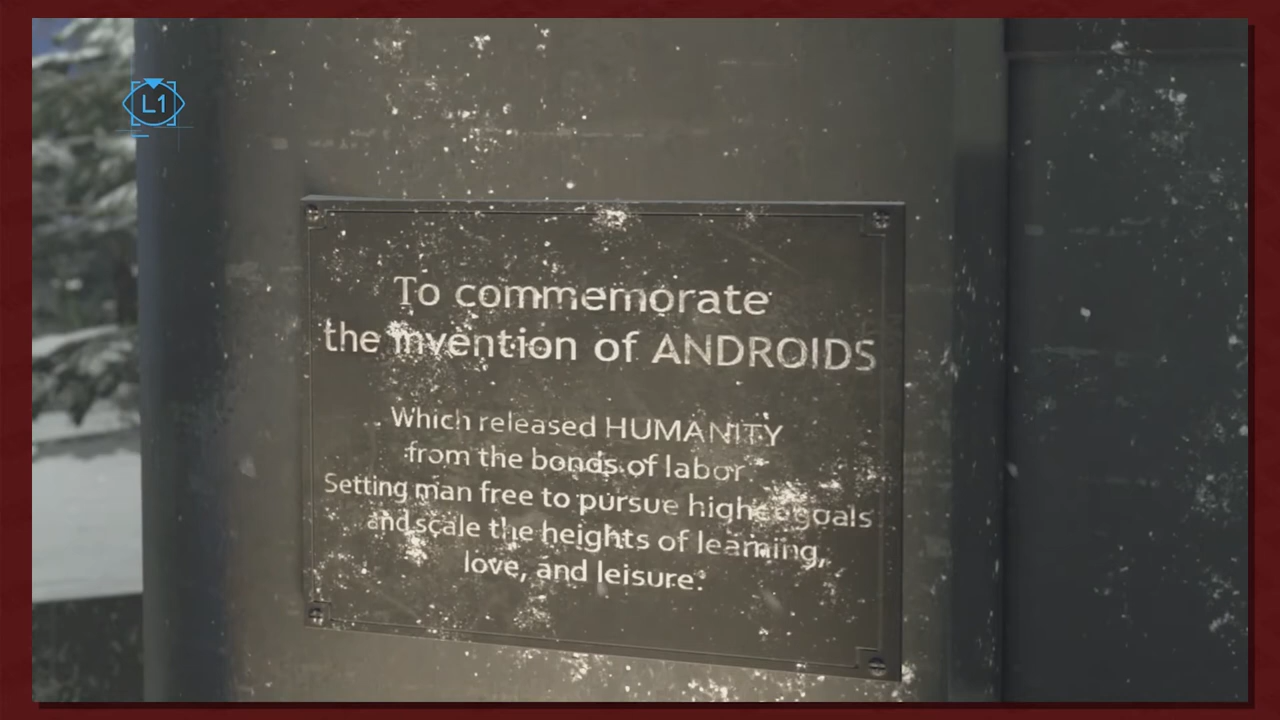 L1
To commemorate
the invention of ANDROIDS
Which released HUMANITY
from the bonds of labor
Setting man free to pursue higher goals
and scale the heights of learning,
love, and leisure.